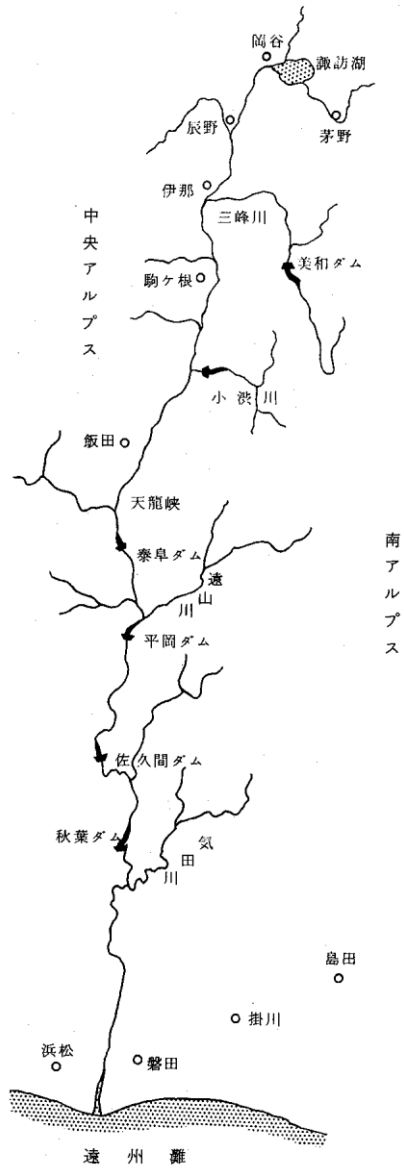 岡谷
諏訪湖
辰野
茅野
伊那
三峰川
中央アルプス
美和ダム
駒ケ根
小渋川
飯田
天龍峡
南アルプス
泰阜ダム
遠山川
平岡ダム
佐久間ダム
秋葉ダム
気田川
島田
掛川
浜松
磐田
遠州灘